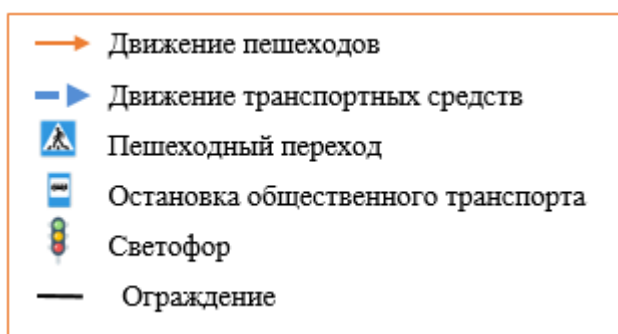 Движение пешеходов
Движение транспортных средств
Пешеходный переход
Остановка общественного транспорта
Светофор
Ограждение